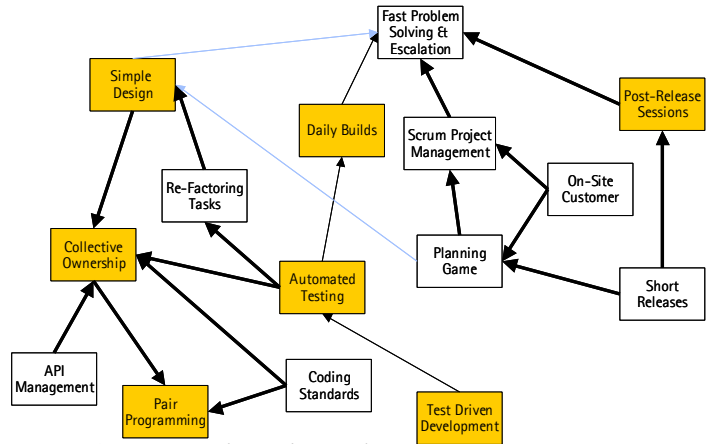 Fast Problem
Solving &
Escalation
Simple
Design
Post-Release
Sessions
Daily Builds
Scrum Project
Management
Re-Factoring
Tasks
On-Site
Customer
Collective
Ownership
Automated
Testing
Planning
Game
Short
Releases
API
Management
Pair
Programming
Coding
Standards
Test Driven
Development